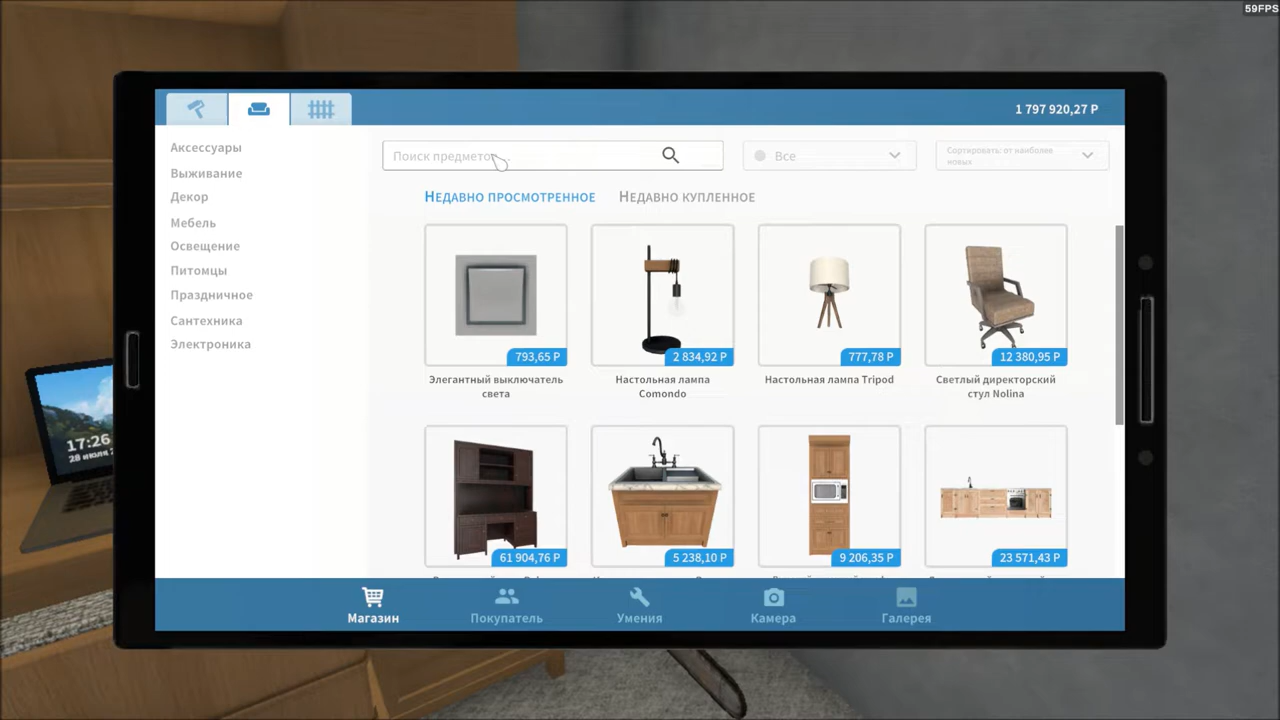 59FPS
1 797 920,27 Р
Аксессуары
Выживание
Декор
Мебель
Освещение
Питомцы
Праздничное
Сантехника
Электроника
Поиск
Все
Сортировать: от наиболее
новых
Недавно просмотренное
Недавно купленное
793,65 Р
2 834,92 Р
777,78 Р
12 380,95 Р
Элегантный выключатель
света
Настольная лампа
Comondo
Настольная лампа Tripod
Светлый директорский
стул Nolina
61 904,76 Р
5 238,10 Р
9 206,35 Р
23 571,43 Р
17:26
28 июля
Магазин
Покупатель
Умения
Камера
Галерея